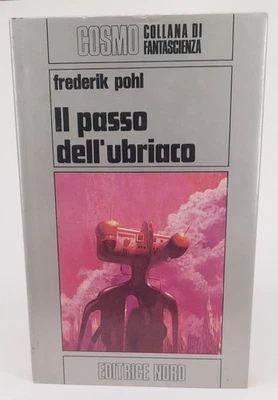 COSMO COLLANA DI
FANTASCIENZA
frederik pohl
Il passo
dell'ubriaco
EDITRICE NORD